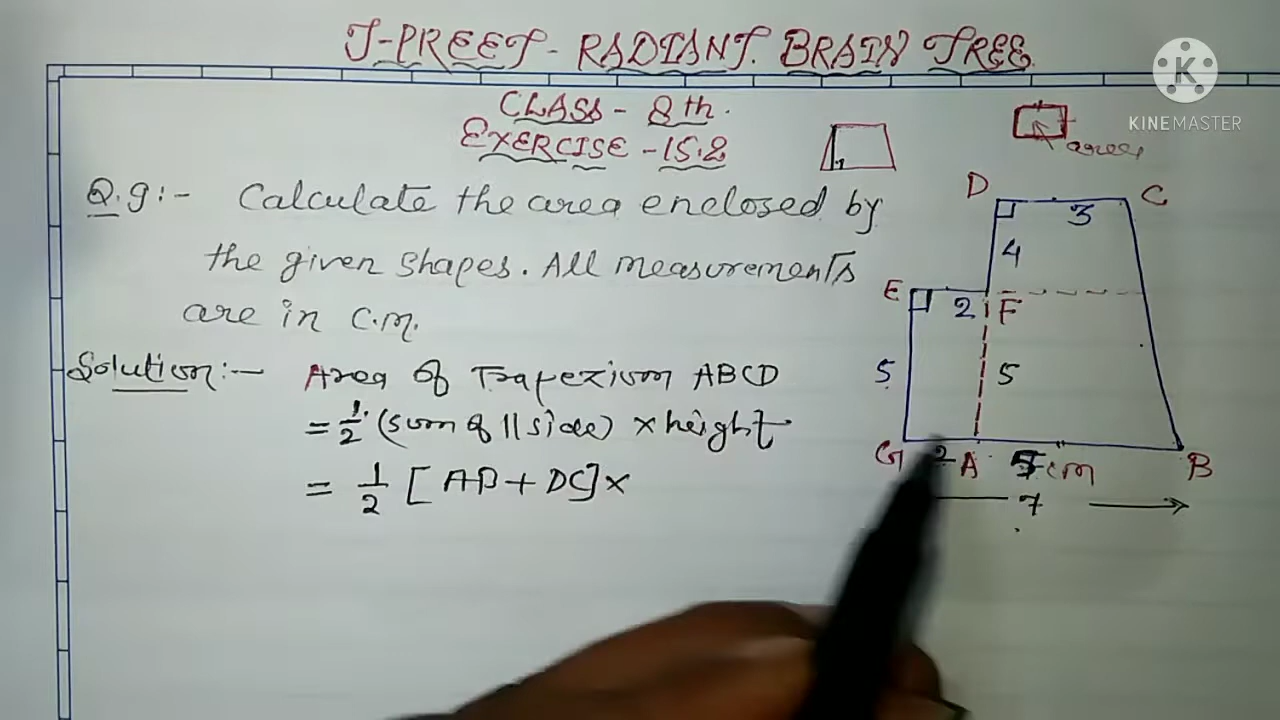 J-PREET- RADIANT. BRAIN TREE
CLASS- 8th.
EXERCISE -15.2
K
KINEMASTER
area
Q.9:- Calculate the area enclosed by
the given shapes. All measurements
are in c.m.
Solution:- Area of Trapezium ABCD
= 1/2 (sum of || side) × height
= 1/2 [AB + DC] ×
D C
3
4
E 2 F
5 5
G 2 A cm B
7